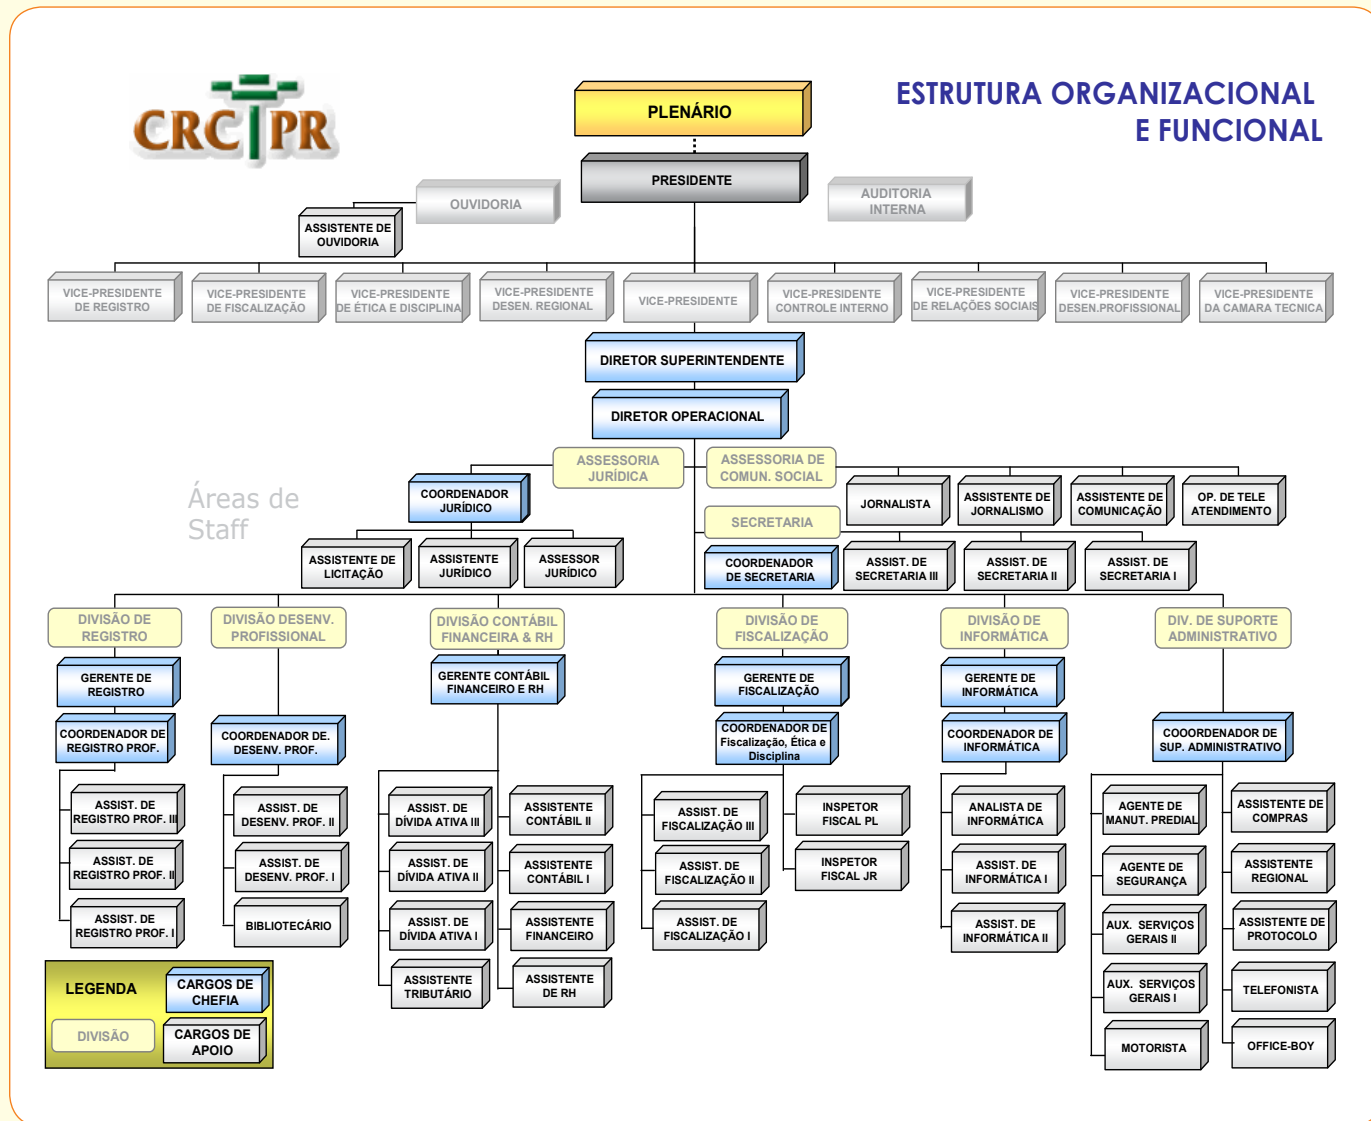 CRC PR
ESTRUTURA ORGANIZACIONAL
E FUNCIONAL
PLENÁRIO
PRESIDENTE
OUVIDORIA
AUDITORIA
INTERNA
ASSISTENTE DE
OUVIDORIA
VICE-PRESIDENTE
DE REGISTRO
VICE-PRESIDENTE
DE FISCALIZAÇÃO
VICE-PRESIDENTE
DE ÉTICA E DISCIPLINA
VICE-PRESIDENTE
DESEN. REGIONAL
VICE-PRESIDENTE
VICE-PRESIDENTE
CONTROLE INTERNO
VICE-PRESIDENTE
DE RELAÇÕES SOCIAIS
VICE-PRESIDENTE
DESEN.PROFISSIONAL
VICE-PRESIDENTE
DA CAMARA TECNICA
DIRETOR SUPERINTENDENTE
DIRETOR OPERACIONAL
ASSESSORIA
JURÍDICA
ASSESSORIA DE
COMUN. SOCIAL
Áreas de
Staff
COORDENADOR
JURÍDICO
JORNALISTA
ASSISTENTE DE
JORNALISMO
ASSISTENTE DE
COMUNICAÇÃO
OP. DE TELE
ATENDIMENTO
SECRETARIA
ASSISTENTE DE
LICITAÇÃO
ASSISTENTE
JURÍDICO
ASSESSOR
JURÍDICO
COORDENADOR
DE SECRETARIA
ASSIST. DE
SECRETARIA III
ASSIST. DE
SECRETARIA II
ASSIST. DE
SECRETARIA I
DIVISÃO DE
REGISTRO
DIVISÃO DESENV.
PROFISSIONAL
DIVISÃO CONTÁBIL
FINANCEIRA & RH
DIVISÃO DE
FISCALIZAÇÃO
DIVISÃO DE
INFORMÁTICA
DIV. DE SUPORTE
ADMINISTRATIVO
GERENTE DE
REGISTRO
GERENTE CONTÁBIL
FINANCEIRO E RH
GERENTE DE
FISCALIZAÇÃO
GERENTE DE
INFORMÁTICA
COORDENADOR DE
REGISTRO PROF.
COORDENADOR DE.
DESENV. PROF.
COORDENADOR DE
Fiscalização, Ética e
Disciplina
COORDENADOR DE
INFORMÁTICA
COOORDENADOR DE
SUP. ADMINISTRATIVO
ASSIST. DE
REGISTRO PROF. III
ASSIST. DE
REGISTRO PROF. II
ASSIST. DE
REGISTRO PROF. I
ASSIST. DE
DESENV. PROF. II
ASSIST. DE
DESENV. PROF. I
BIBLIOTECÁRIO
ASSIST. DE
DÍVIDA ATIVA III
ASSIST. DE
DÍVIDA ATIVA II
ASSIST. DE
DÍVIDA ATIVA I
ASSISTENTE
TRIBUTÁRIO
ASSISTENTE
CONTÁBIL II
ASSISTENTE
CONTÁBIL I
ASSISTENTE
FINANCEIRO
ASSISTENTE
DE RH
ASSIST. DE
FISCALIZAÇÃO III
ASSIST. DE
FISCALIZAÇÃO II
ASSIST. DE
FISCALIZAÇÃO I
INSPETOR
FISCAL PL
INSPETOR
FISCAL JR
ANALISTA DE
INFORMÁTICA
ASSIST. DE
INFORMÁTICA I
ASSIST. DE
INFORMÁTICA II
AGENTE DE
MANUT. PREDIAL
AGENTE DE
SEGURANÇA
AUX. SERVIÇOS
GERAIS II
AUX. SERVIÇOS
GERAIS I
MOTORISTA
ASSISTENTE DE
COMPRAS
ASSISTENTE
REGIONAL
ASSISTENTE DE
PROTOCOLO
TELEFONISTA
OFFICE-BOY
LEGENDA
CARGOS DE
CHEFIA
DIVISÃO
CARGOS DE
APOIO